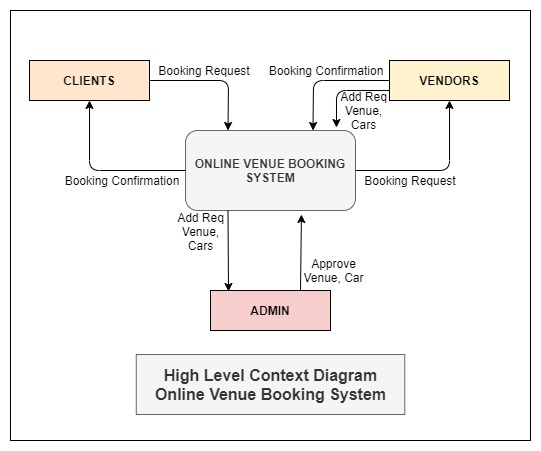 Booking Request
Booking Confirmation
CLIENTS
VENDORS
Add Req
Venue,
Cars
ONLINE VENUE BOOKING
SYSTEM
Booking Confirmation
Booking Request
Add Req
Venue,
Cars
Approve
Venue, Car
ADMIN
High Level Context Diagram
Online Venue Booking System